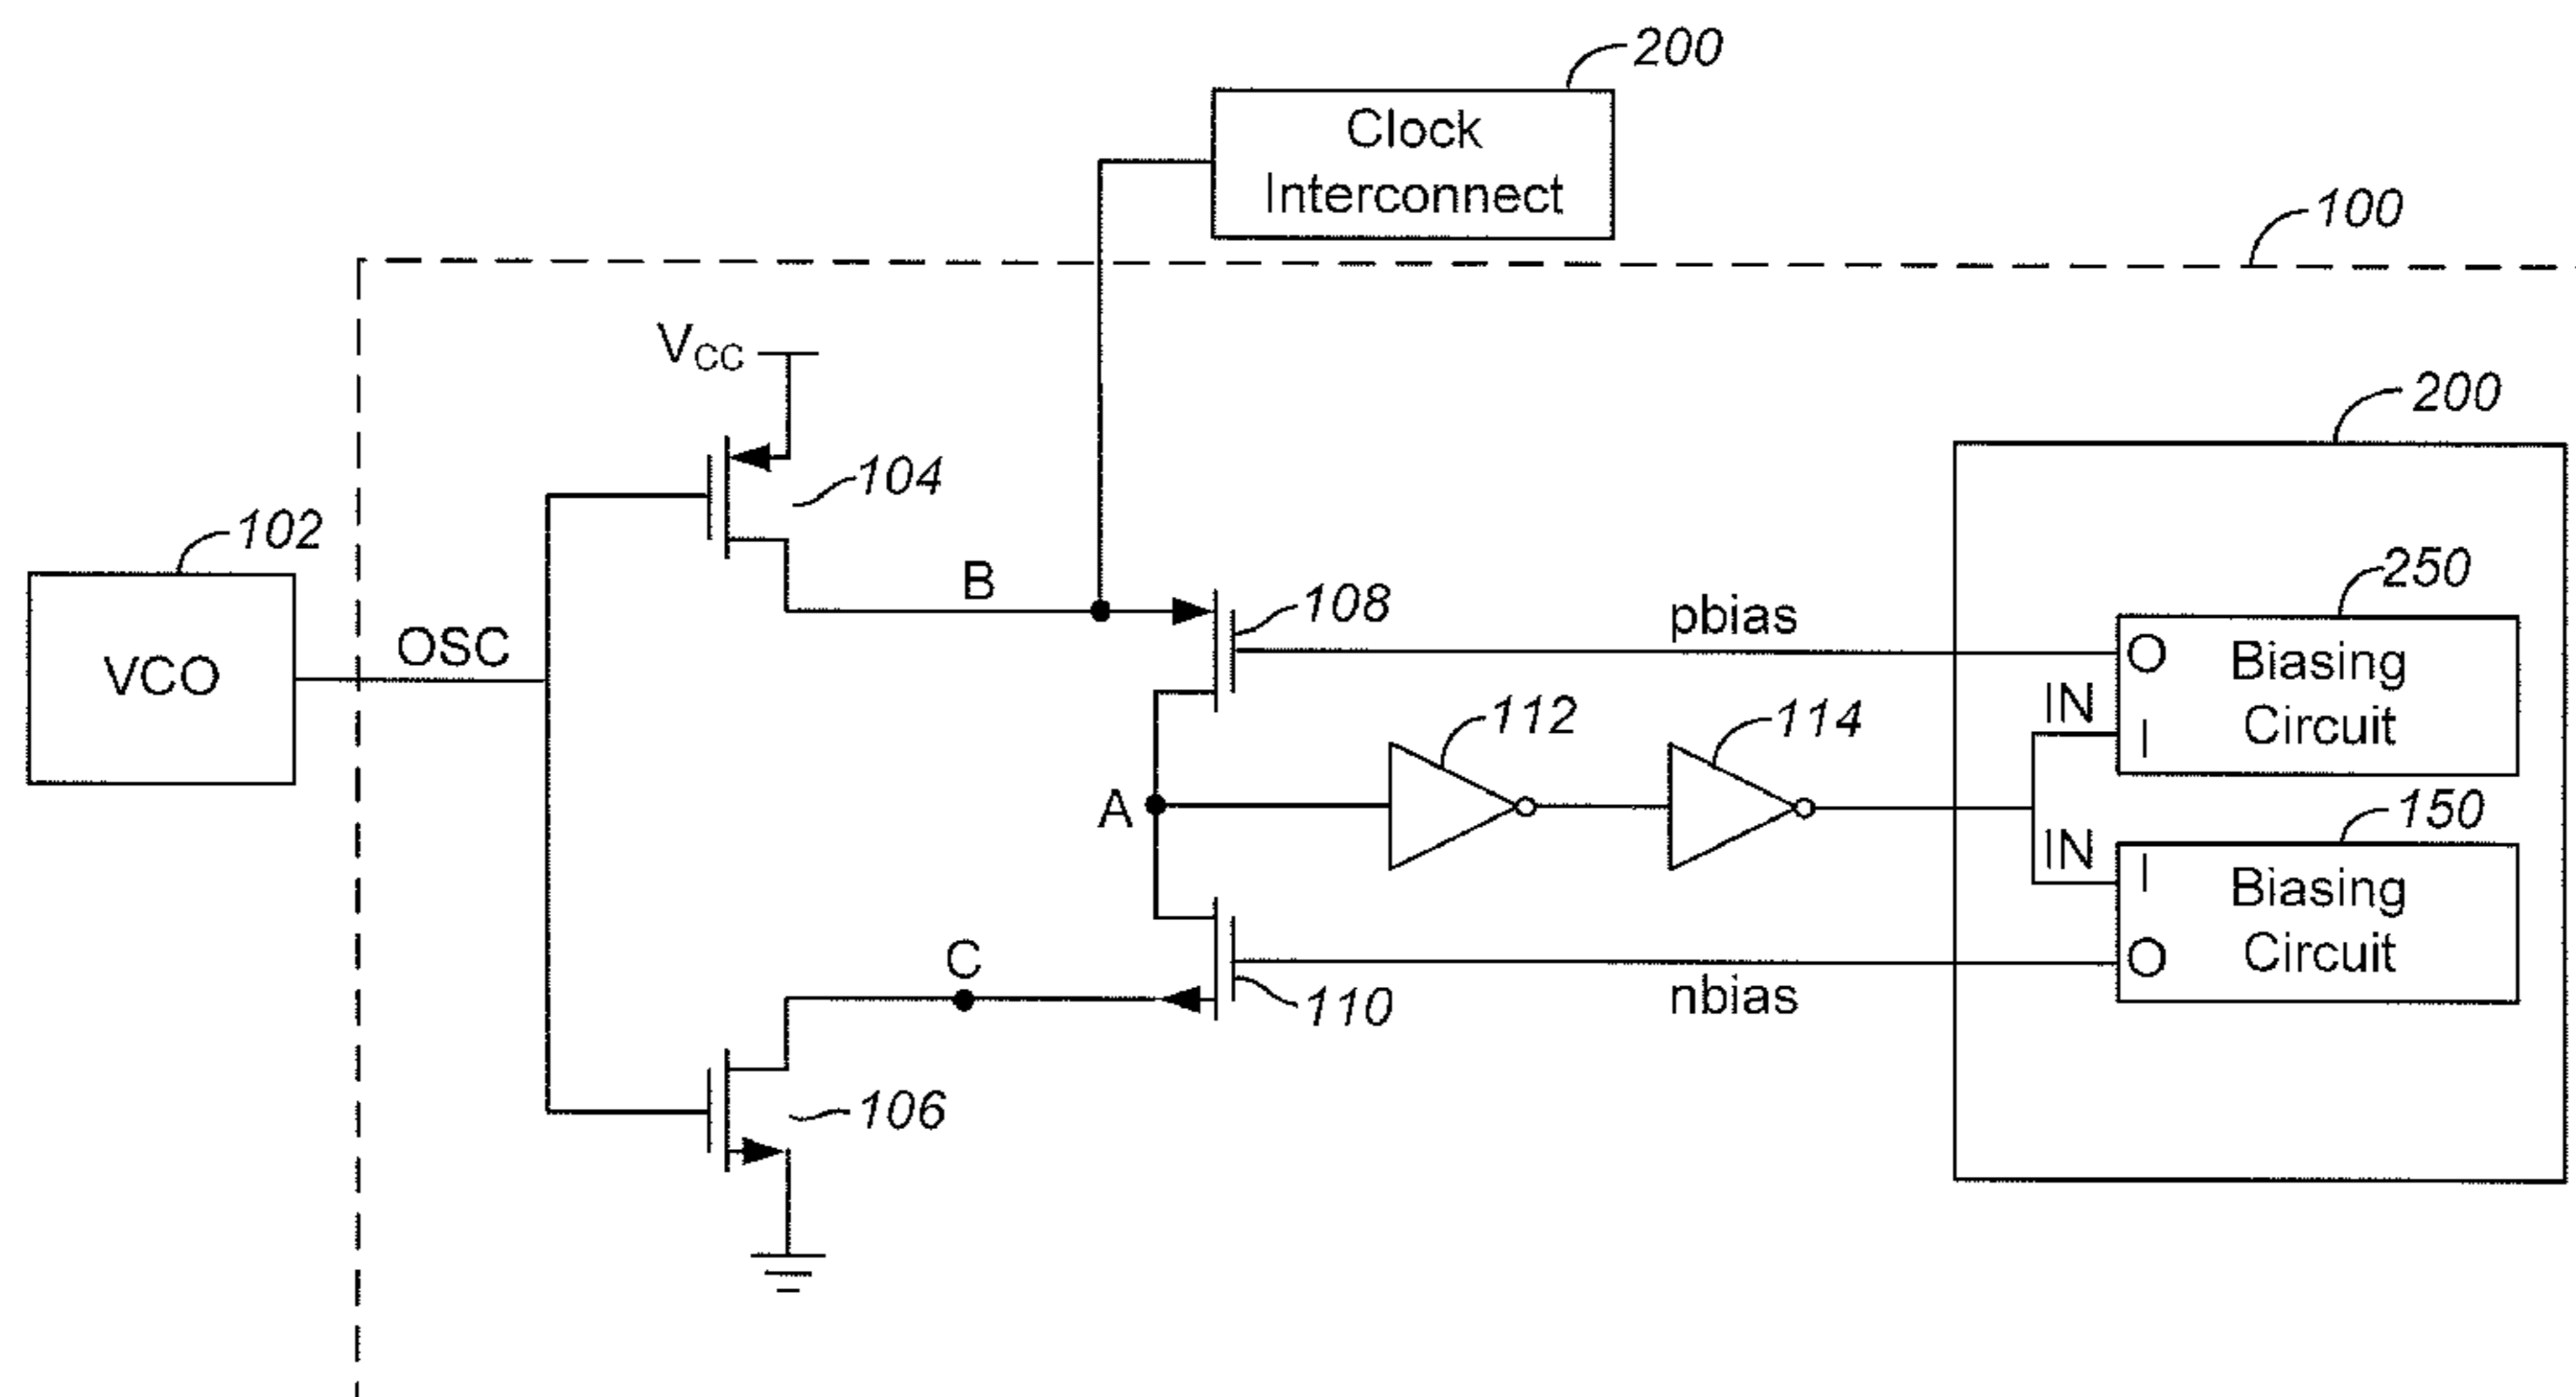 200
Clock
Interconnect
100
VCC
200
104
102
250
B
108
pbias
OSC
VCO
O
Biasing
Circuit
IN
I
112
114
A
150
IN
I
Biasing
Circuit
O
C
110
nbias
106